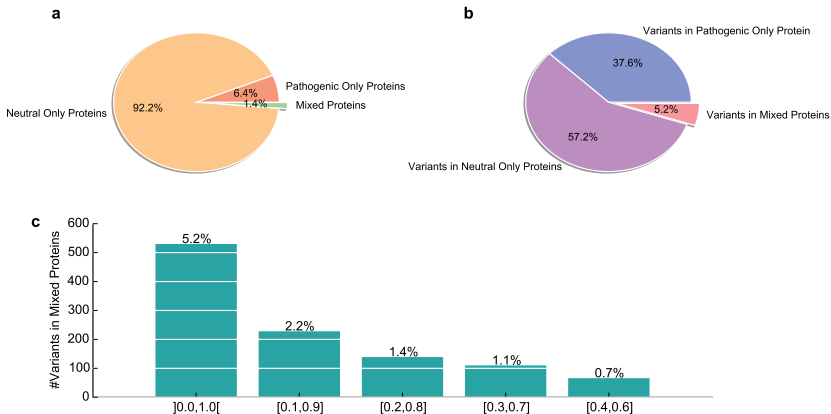 a
Neutral Only Proteins
92.2%
6.4%
Pathogenic Only Proteins
1.4%
Mixed Proteins
b
Variants in Pathogenic Only Protein
37.6%
5.2%
Variants in Mixed Proteins
57.2%
Variants in Neutral Only Proteins
c
#Variants in Mixed Proteins
600
500
400
300
200
100
0
5.2%
2.2%
1.4%
1.1%
0.7%
]0.0,1.0[
[0.1,0.9]
[0.2,0.8]
[0.3,0.7]
[0.4,0.6]